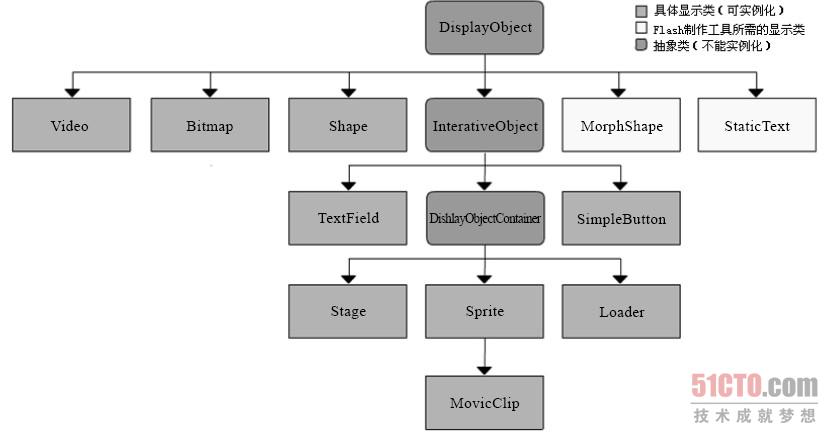 DisplayObject
具体显示类(可实例化)
Flash制作工具所需的显示类
抽象类(不能实例化)
Video
Bitmap
Shape
InterativeObject
MorphShape
StaticText
TextField
DishlayObjectContainer
SimpleButton
Stage
Sprite
Loader
MovicClip
51CTO.com
技术成就梦想